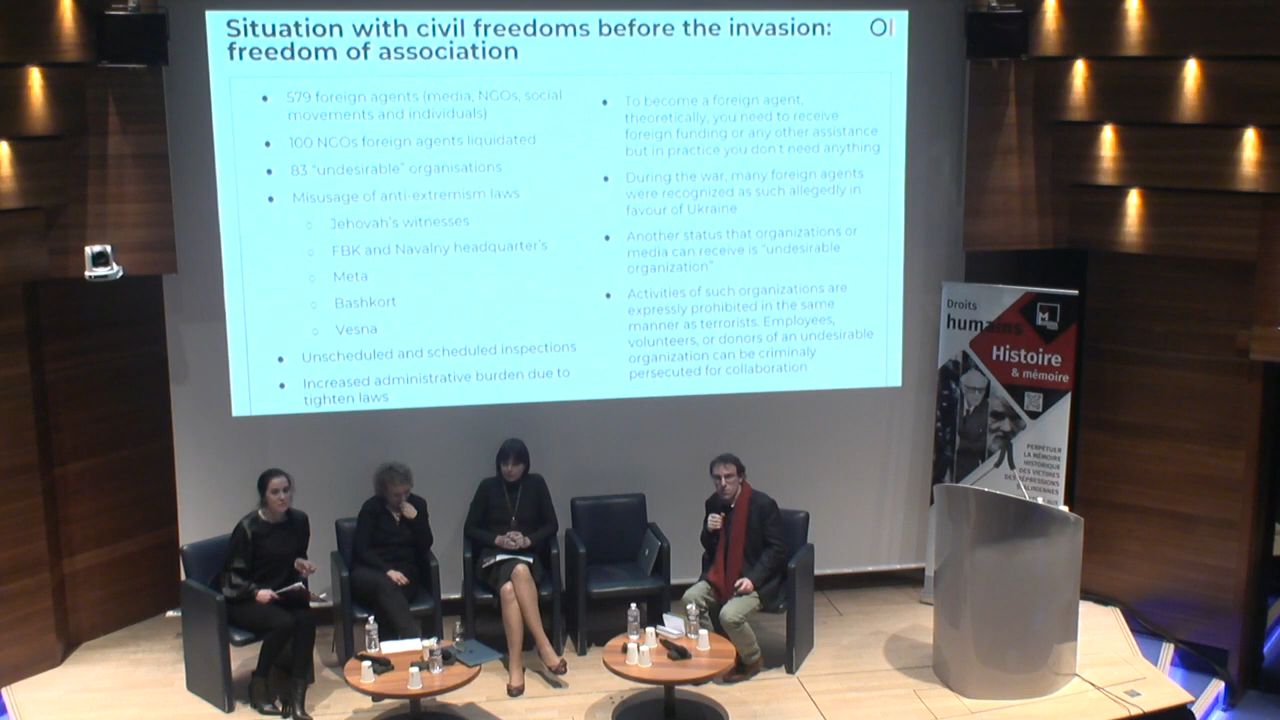 Situation with civil freedoms before the invasion:
freedom of association
OI
579 foreign agents (media, NGOs, social
movements and individuals)
100 NGOs foreign agents liquidated
83 "undesirable" organisations
Misusage of anti-extremism laws
Jehovah's witnesses
FBK and Navalny headquarter's
Meta
Bashkort
Vesna
Unscheduled and scheduled inspections
Increased administrative burden due to
tighten laws
To become a foreign agent,
theoretically, you need to receive
foreign funding or any other assistance
but in practice you don't need anything
During the war, many foreign agents
were recognized as such allegedly in
favour of Ukraine
Another status that organizations or
media can receive is "undesirable
organization"
Activities of such organizations are
expressly prohibited in the same
manner as terrorists. Employees,
volunteers, or donors of an undesirable
organization can be criminaly
persecuted for collaboration
Droits
humains
M
Histoire
& mémoire
PERPÉTUER
LA MÉMOIRE
HISTORIQUE
DES VICTIMES
DES RÉPRESSIONS